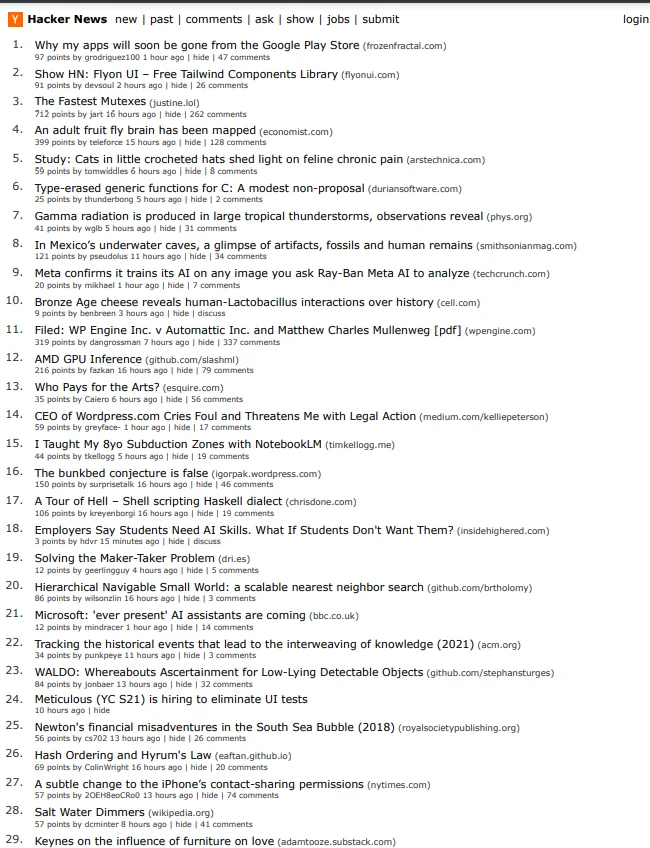 Y Hacker News new | past | comments | ask | show | jobs | submit login
1. Why my apps will soon be gone from the Google Play Store (frozenfractal.com)
97 points by grodriguez100 1 hour ago | hide | 47 comments
2. Show HN: Flyon UI – Free Tailwind Components Library (flyonui.com)
91 points by devsoul 2 hours ago | hide | 26 comments
3. The Fastest Mutexes (justine.lol)
712 points by jart 16 hours ago | hide | 262 comments
4. An adult fruit fly brain has been mapped (economist.com)
399 points by teleforce 15 hours ago | hide | 128 comments
5. Study: Cats in little crocheted hats shed light on feline chronic pain (arstechnica.com)
59 points by tomwiddles 6 hours ago | hide | 8 comments
6. Type-erased generic functions for C: A modest non-proposal (duriansoftware.com)
25 points by thunderbong 5 hours ago | hide | 2 comments
7. Gamma radiation is produced in large tropical thunderstorms, observations reveal (phys.org)
41 points by wglb 5 hours ago | hide | 31 comments
8. In Mexico’s underwater caves, a glimpse of artifacts, fossils and human remains (smithsonianmag.com)
121 points by pseudolus 11 hours ago | hide | 34 comments
9. Meta confirms it trains its AI on any image you ask Ray-Ban Meta AI to analyze (techcrunch.com)
20 points by mikhael 1 hour ago | hide | 7 comments
10. Bronze Age cheese reveals human-Lactobacillus interactions over history (cell.com)
9 points by benbreen 3 hours ago | hide | discuss
11. Filed: WP Engine Inc. v Automattic Inc. and Matthew Charles Mullenweg [pdf] (wpengine.com)
319 points by dangrossman 7 hours ago | hide | 337 comments
12. AMD GPU Inference (github.com/slashml)
216 points by fazkan 16 hours ago | hide | 79 comments
13. Who Pays for the Arts? (esquire.com)
35 points by Caiero 6 hours ago | hide | 56 comments
14. CEO of Wordpress.com Cries Foul and Threatens Me with Legal Action (medium.com/kelliepeterson)
59 points by greyface- 1 hour ago | hide | 17 comments
15. I Taught My 8yo Subduction Zones with NotebookLM (timkellogg.me)
44 points by tkellogg 5 hours ago | hide | 19 comments
16. The bunkbed conjecture is false (igorpak.wordpress.com)
150 points by surprisetalk 16 hours ago | hide | 46 comments
17. A Tour of Hell – Shell scripting Haskell dialect (chrisdone.com)
106 points by kreyenborgi 16 hours ago | hide | 19 comments
18. Employers Say Students Need AI Skills. What If Students Don't Want Them? (insidehighered.com)
3 points by hdvr 15 minutes ago | hide | discuss
19. Solving the Maker-Taker Problem (dri.es)
12 points by geerlingguy 4 hours ago | hide | 5 comments
20. Hierarchical Navigable Small World: a scalable nearest neighbor search (github.com/brtholomy)
86 points by wilsonzlin 16 hours ago | hide | 3 comments
21. Microsoft: 'ever present' AI assistants are coming (bbc.co.uk)
12 points by mindracer 1 hour ago | hide | 14 comments
22. Tracking the historical events that lead to the interweaving of knowledge (2021) (acm.org)
34 points by punkpeye 11 hours ago | hide | 3 comments
23. WALDO: Whereabouts Ascertainment for Low-Lying Detectable Objects (github.com/stephansturges)
84 points by jonbaer 13 hours ago | hide | 32 comments
24. Meticulous (YC S21) is hiring to eliminate UI tests
10 hours ago | hide
25. Newton's financial misadventures in the South Sea Bubble (2018) (royalsocietypublishing.org)
56 points by cs702 13 hours ago | hide | 26 comments
26. Hash Ordering and Hyrum's Law (eaftan.github.io)
69 points by ColinWright 16 hours ago | hide | 20 comments
27. A subtle change to the iPhone’s contact-sharing permissions (nytimes.com)
57 points by 2OEH8eoCRo0 13 hours ago | hide | 74 comments
28. Salt Water Dimmers (wikipedia.org)
57 points by dcminter 8 hours ago | hide | 41 comments
29. Keynes on the influence of furniture on love (adamtooze.substack.com)